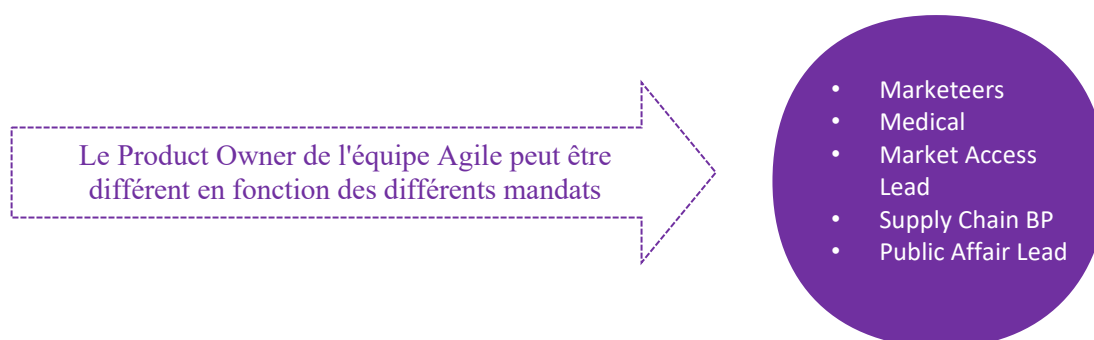 Le Product Owner de l'équipe Agile peut être
différent en fonction des différents mandats
• Marketeers
• Medical
• Market Access
Lead
• Supply Chain BP
• Public Affair Lead